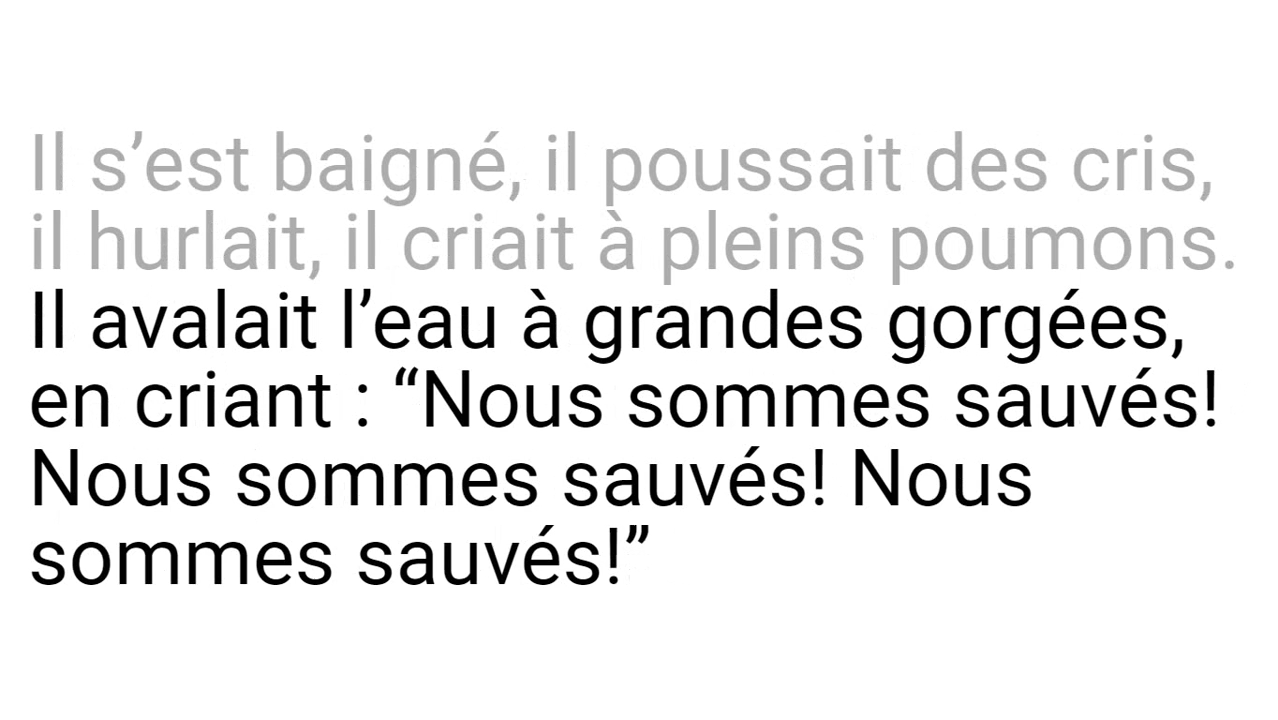 Il s’est baigné, il poussait des cris,
il hurlait, il criait à pleins poumons.
Il avalait l’eau à grandes gorgées,
en criant : “Nous sommes sauvés!
Nous sommes sauvés! Nous
sommes sauvés!”